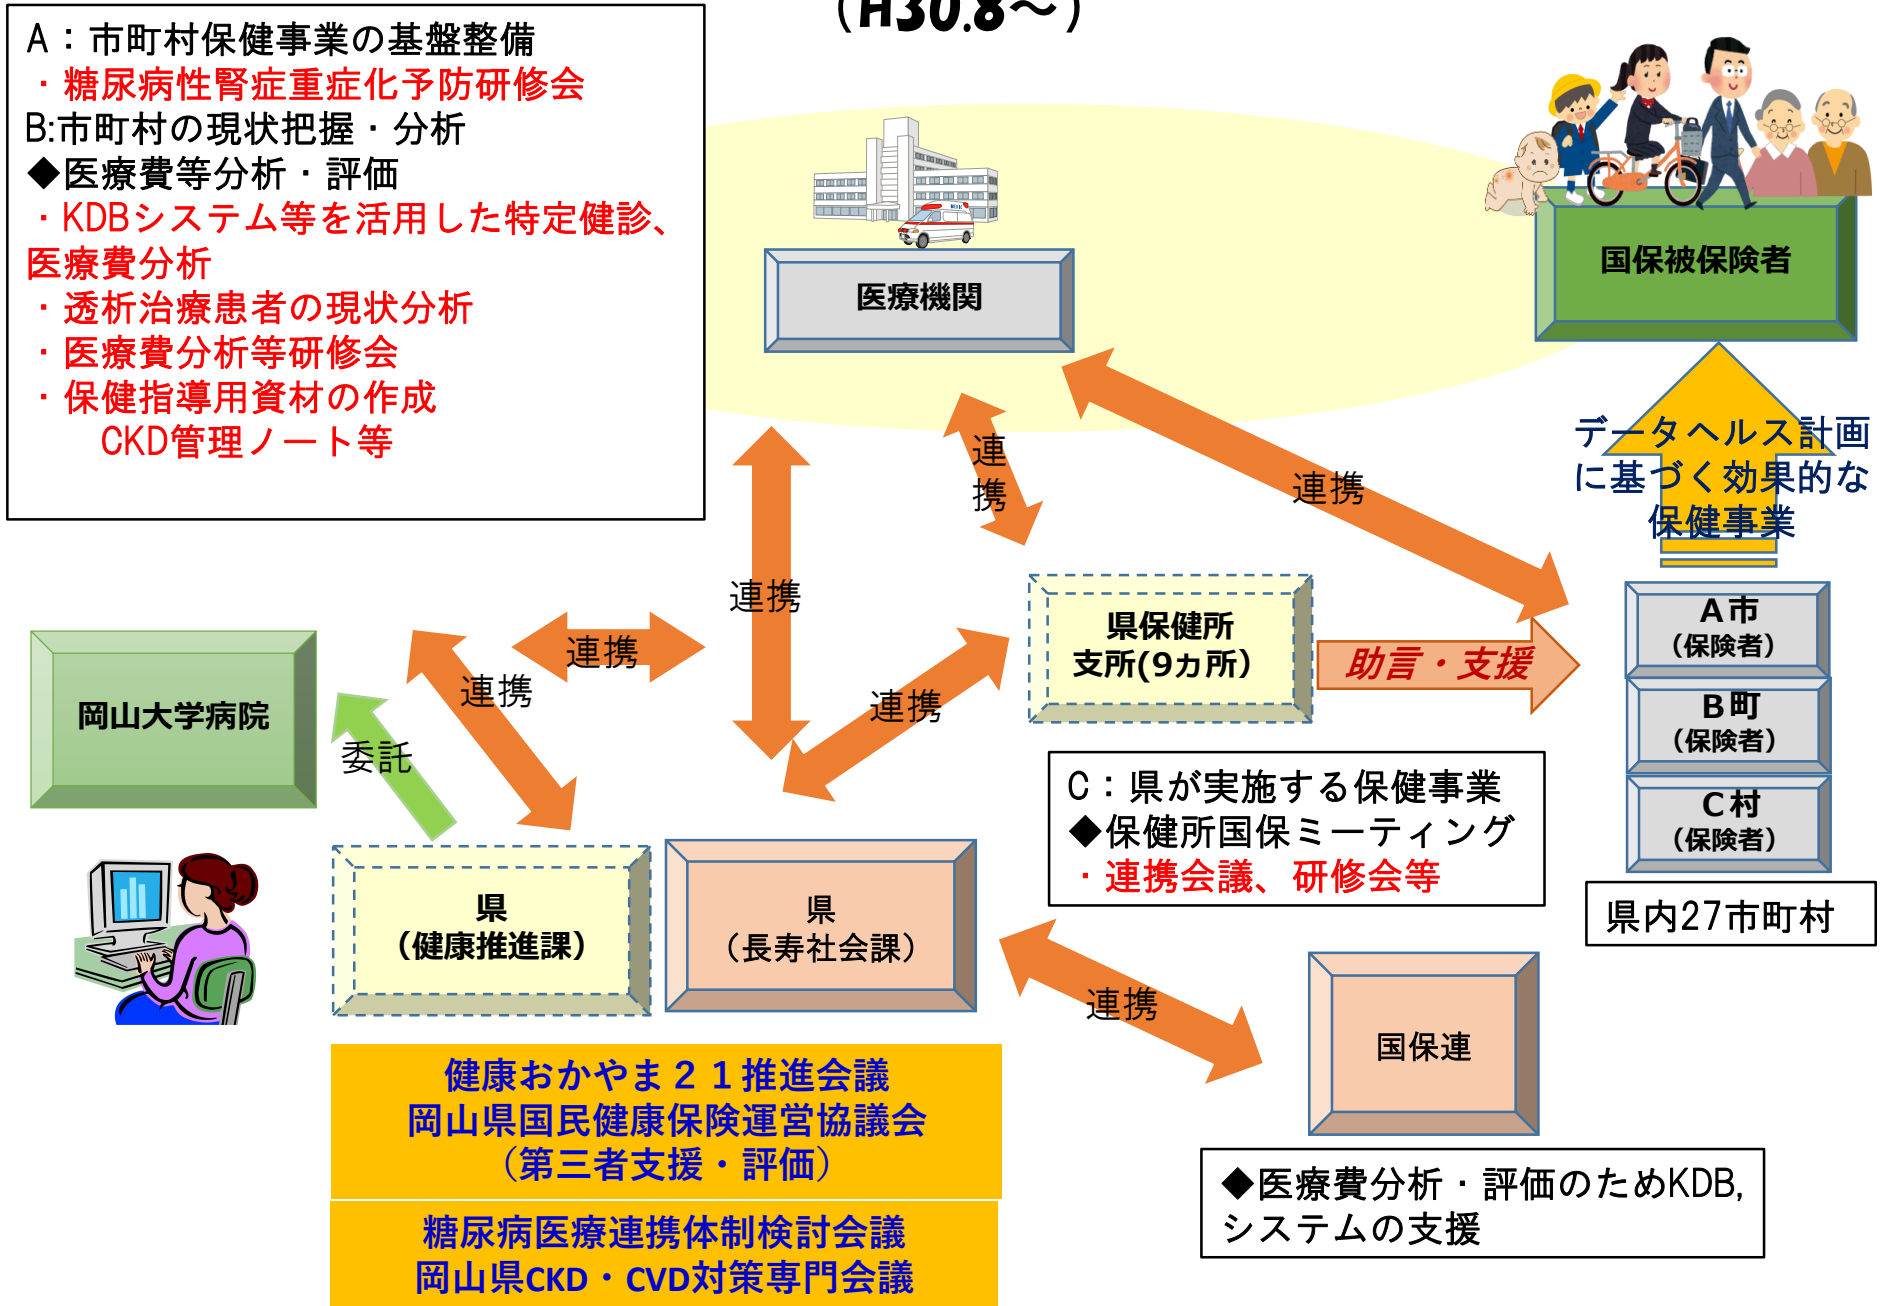 (H30.8～)
A：市町村保健事業の基盤整備
・糖尿病性腎症重症化予防研修会
B:市町村の現状把握・分析
◆医療費等分析・評価
・KDBシステム等を活用した特定健診、
医療費分析
・透析治療患者の現状分析
・医療費分析等研修会
・保健指導用資材の作成
CKD管理ノート等
医療機関
国保被保険者
データヘルス計画
に基づく効果的な
保健事業
連
携
連携
連携
連携
連携
連携
県保健所
支所(9ヵ所）
助言・支援
A市
（保険者）
B町
（保険者）
C村
（保険者）
県内27市町村
岡山大学病院
委託
C：県が実施する保健事業
◆保健所国保ミーティング
・連携会議、研修会等
県
（健康推進課）
県
（長寿社会課）
連携
国保連
健康おかやま２１推進会議
岡山県国民健康保険運営協議会
（第三者支援・評価）
糖尿病医療連携体制検討会議
岡山県CKD・CVD対策専門会議
◆医療費分析・評価のためKDB,
システムの支援